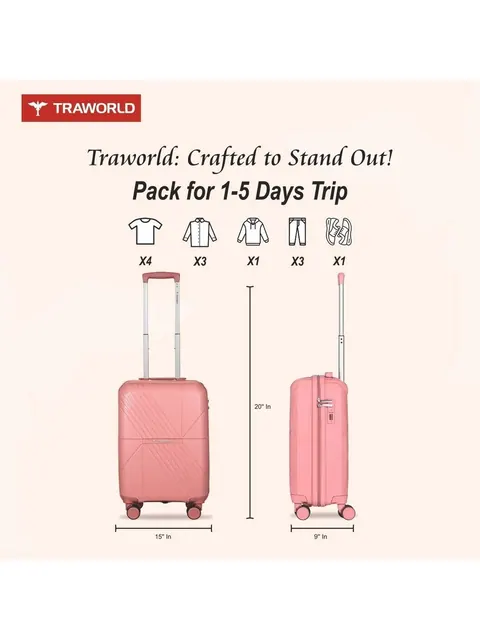 TRAWORLD
Traworld: Crafted to Stand Out!
Pack for 1-5 Days Trip
X4 X3 X1 X3 X1
20" In
15" In 9" In